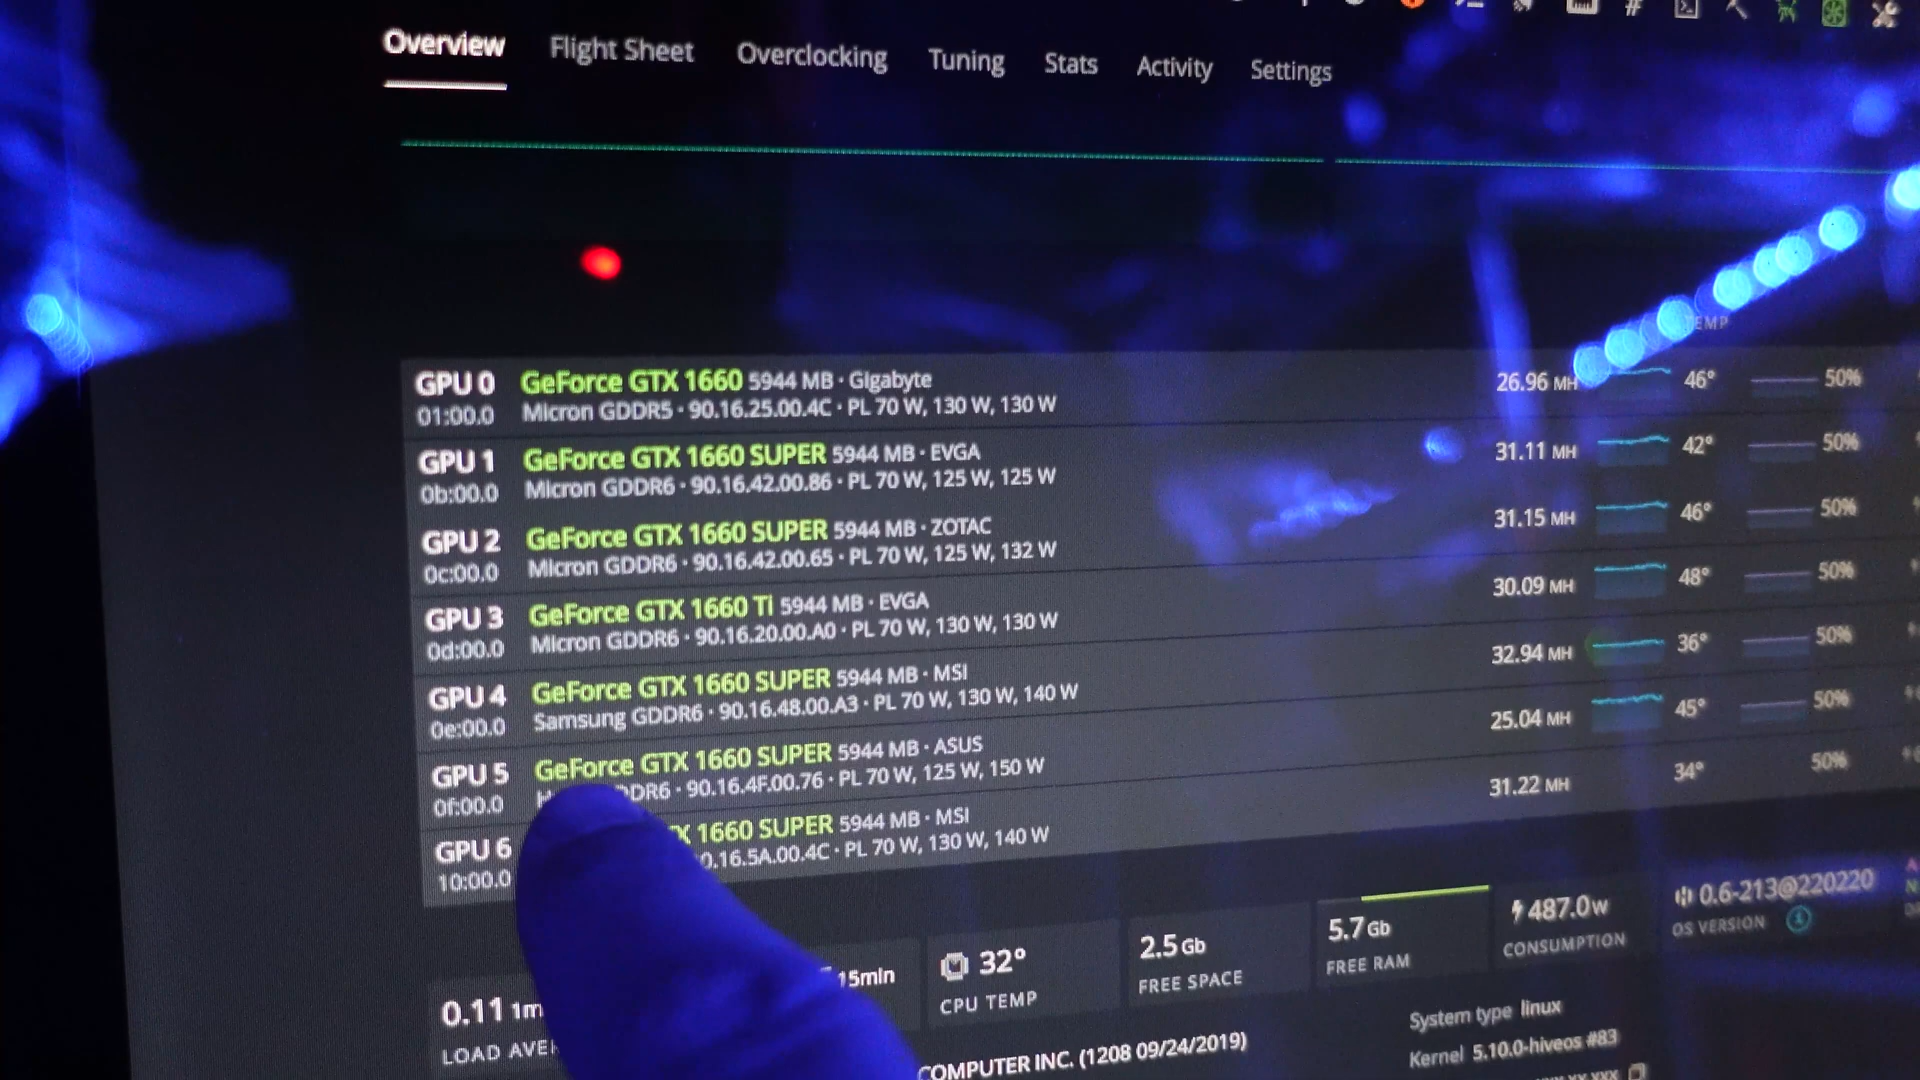 Overview Flight Sheet Overclocking Tuning Stats Activity Settings
TEMP
GPU 0 GeForce GTX 1660 5944 MB · Gigabyte 26.96 MH 46° 50%
01:00.0 Micron GDDR5 · 90.16.25.00.4C · PL 70 W, 130 W, 130 W
GPU 1 GeForce GTX 1660 SUPER 5944 MB · EVGA 31.11 MH 42° 50%
0b:00.0 Micron GDDR6 · 90.16.42.00.86 · PL 70 W, 125 W, 125 W
GPU 2 GeForce GTX 1660 SUPER 5944 MB · ZOTAC 31.15 MH 46° 50%
0c:00.0 Micron GDDR6 · 90.16.42.00.65 · PL 70 W, 125 W, 132 W
GPU 3 GeForce GTX 1660 Ti 5944 MB · EVGA 30.09 MH 48° 50%
0d:00.0 Micron GDDR6 · 90.16.20.00.A0 · PL 70 W, 130 W, 130 W
GPU 4 GeForce GTX 1660 SUPER 5944 MB · MSI 32.94 MH 36° 50%
0e:00.0 Samsung GDDR6 · 90.16.48.00.A3 · PL 70 W, 130 W, 140 W
GPU 5 GeForce GTX 1660 SUPER 5944 MB · ASUS 25.04 MH 45° 50%
0f:00.0 DDR6 · 90.16.4F.00.76 · PL 70 W, 125 W, 150 W
GPU 6 1660 SUPER 5944 MB · MSI 31.22 MH 34° 50%
10:00.0 0.16.5A.00.4C · PL 70 W, 130 W, 140 W
0.11 15min 32° 2.5 Gb 5.7 Gb 487.0 W 0.6-213@220220
LOAD CPU TEMP FREE SPACE FREE RAM CONSUMPTION OS VERSION
COMPUTER INC. (1208 09/24/2019) System type linux
Kernel 5.10.0-hiveos #83